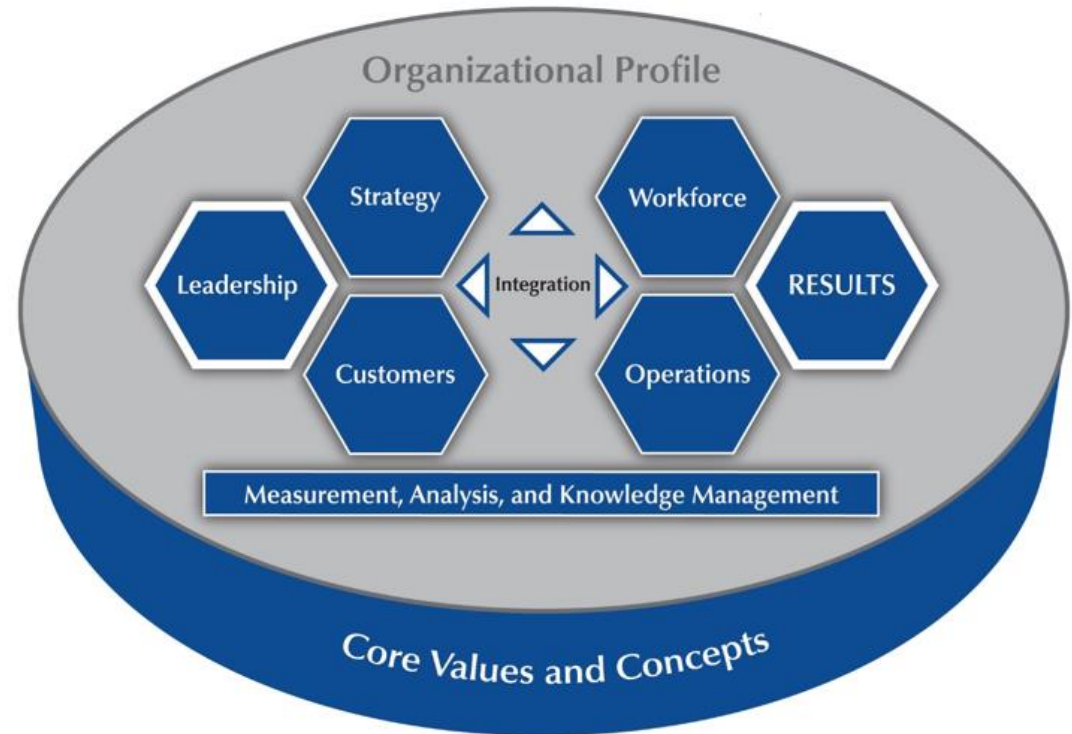 Organizational Profile
Strategy
Workforce
Leadership
Integration
RESULTS
Customers
Operations
Measurement, Analysis, and Knowledge Management
Core Values and Concepts